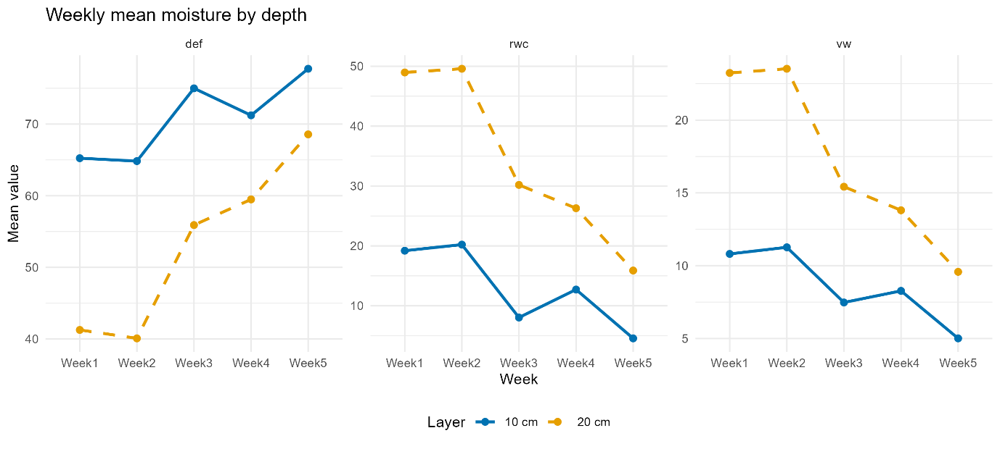 Weekly mean moisture by depth
def
rwc
vw
Mean value
70
60
50
40
50
40
30
20
10
20
15
10
5
Week1 Week2 Week3 Week4 Week5
Week1 Week2 Week3 Week4 Week5
Week1 Week2 Week3 Week4 Week5
Week
Layer 10 cm 20 cm